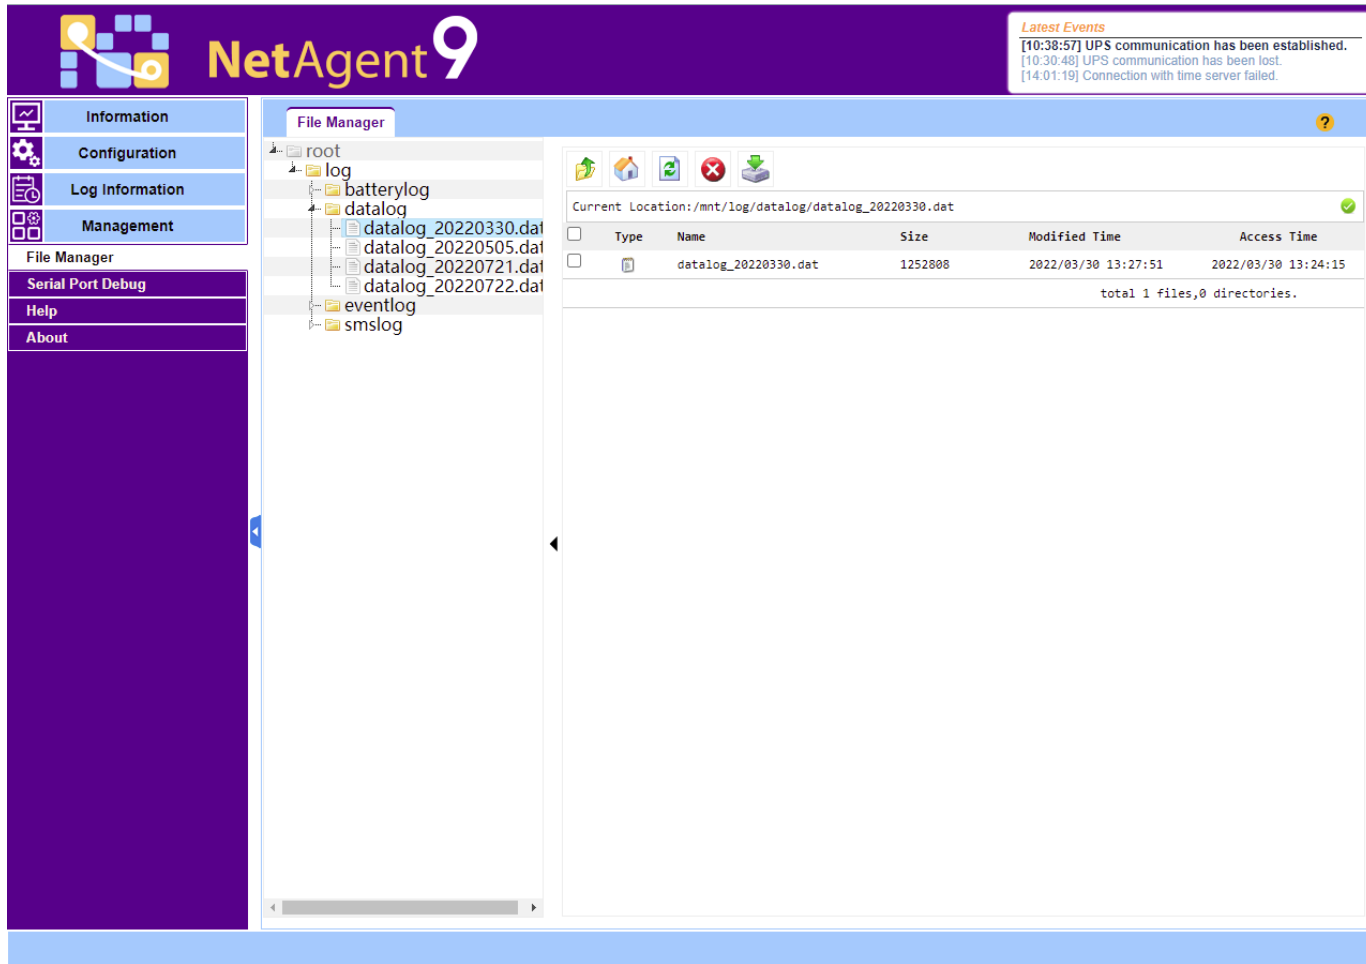 NetAgent 9
Latest Events
[10:38:57] UPS communication has been established.
[10:30:48] UPS communication has been lost.
[14:01:19] Connection with time server failed.
Information
Configuration
Log Information
Management
File Manager
Serial Port Debug
Help
About
File Manager
?
root
log
batterylog
datalog
datalog_20220330.dat
datalog_20220505.dat
datalog_20220721.dat
datalog_20220722.dat
eventlog
smslog
Current Location:/mnt/log/datalog/datalog_20220330.dat
Type Name Size Modified Time Access Time
datalog_20220330.dat 1252808 2022/03/30 13:27:51 2022/03/30 13:24:15
total 1 files,0 directories.